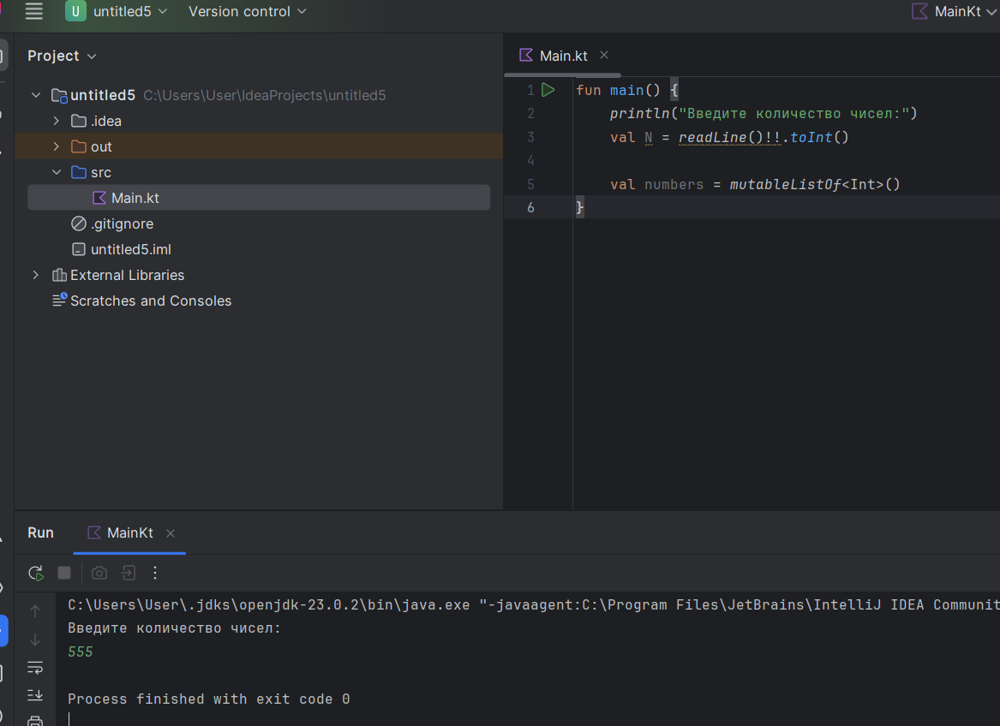 U untitled5 Version control MainKt
Project
Main.kt
untitled5 C:\Users\User\IdeaProjects\untitled5
.idea
out
src
Main.kt
.gitignore
untitled5.iml
External Libraries
Scratches and Consoles
1 fun main() {
2 println("Введите количество чисел:")
3 val N = readLine()!!.toInt()
4
5 val numbers = mutableListOf<Int>()
6 }
Run MainKt
C:\Users\User\.jdks\openjdk-23.0.2\bin\java.exe "-javaagent:C:\Program Files\JetBrains\IntelliJ IDEA Communit
Введите количество чисел:
555
Process finished with exit code 0